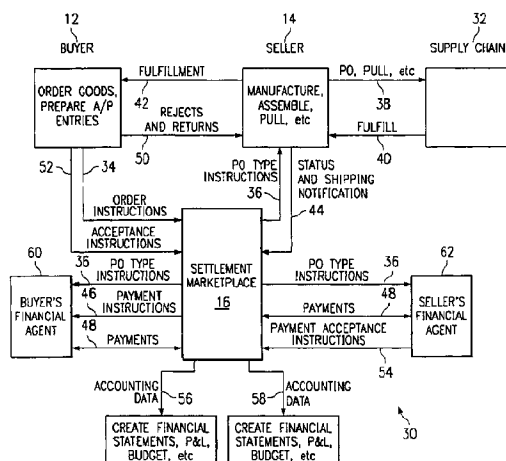 12
BUYER
14
SELLER
32
SUPPLY CHAIN
ORDER GOODS,
PREPARE A/P
ENTRIES
FULFILLMENT
42
REJECTS
AND RETURNS
50
MANUFACTURE,
ASSEMBLE,
PULL, etc
PO, PULL, etc
38
FULFILL
40
52
34
PO TYPE
INSTRUCTIONS
36
STATUS
AND SHIPPING
NOTIFICATION
44
ORDER
INSTRUCTIONS
ACCEPTANCE
INSTRUCTIONS
60
BUYER'S
FINANCIAL
AGENT
PO TYPE
36 INSTRUCTIONS
46 PAYMENT
INSTRUCTIONS
48
PAYMENTS
SETTLEMENT
MARKETPLACE
16
PO TYPE
INSTRUCTIONS
36
PAYMENTS
48
PAYMENT ACCEPTANCE
INSTRUCTIONS
54
62
SELLER'S
FINANCIAL
AGENT
ACCOUNTING
DATA
56
58
ACCOUNTING
DATA
CREATE FINANCIAL
STATEMENTS, P&L,
BUDGET, etc
CREATE FINANCIAL
STATEMENTS, P&L,
BUDGET, etc
30